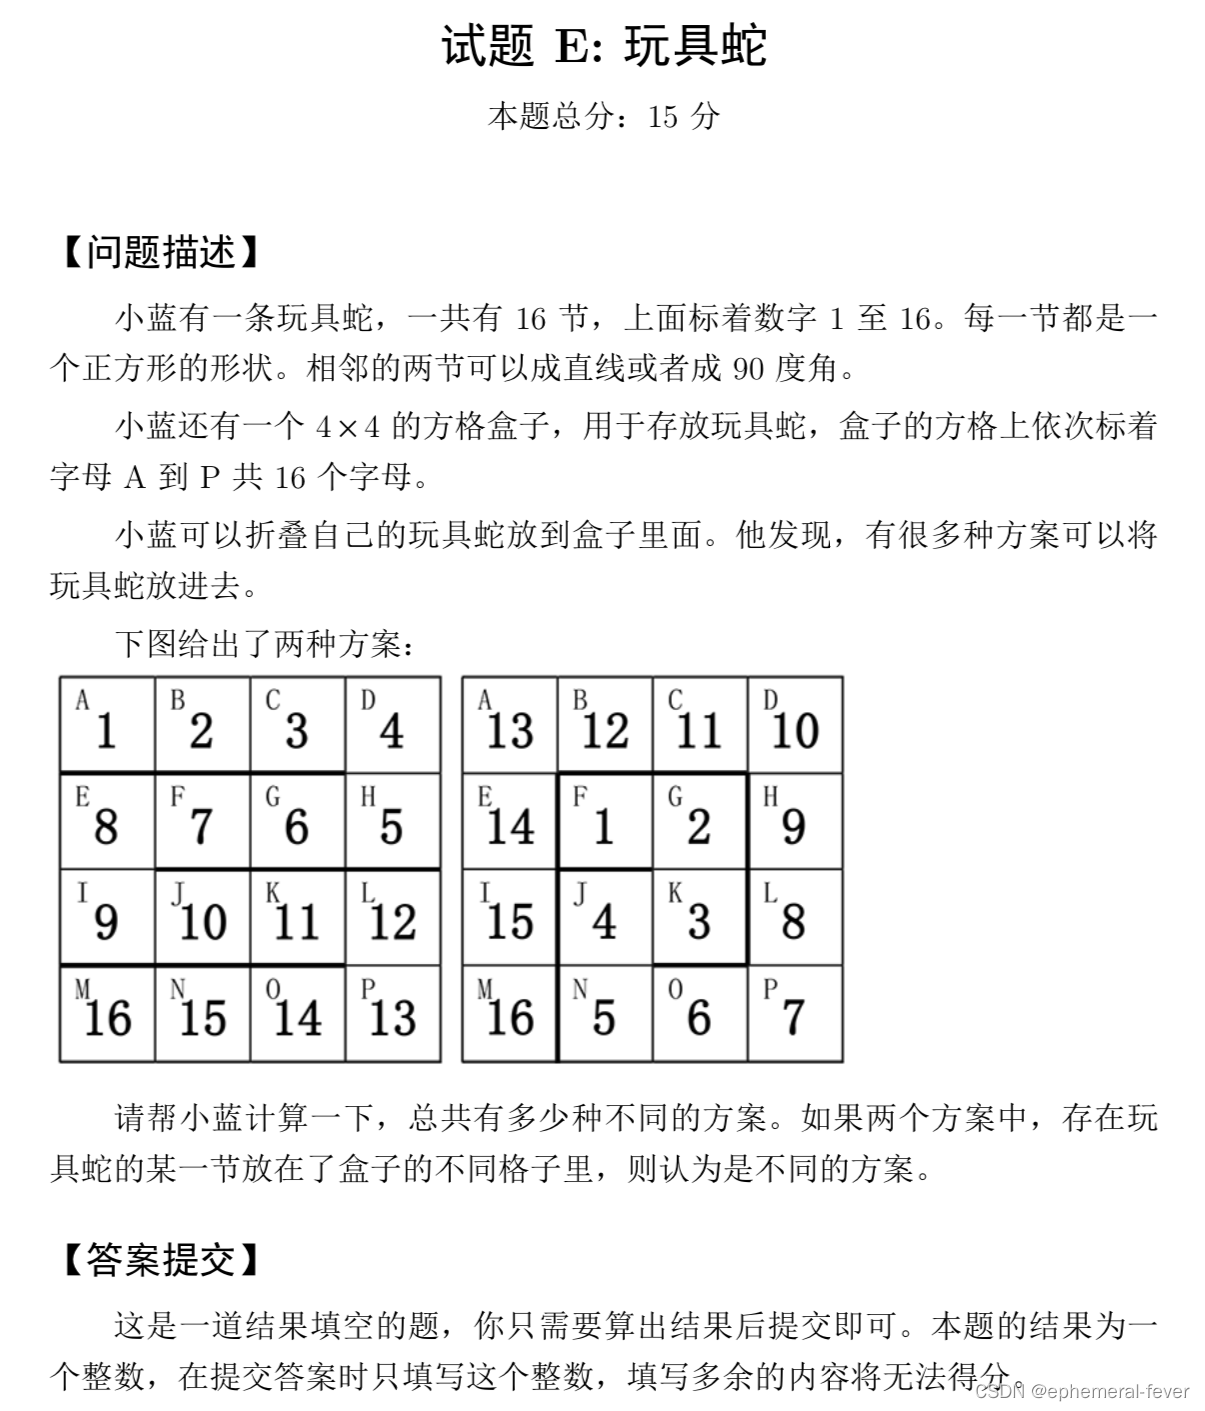 试题 E: 玩具蛇
本题总分：15 分
【问题描述】
小蓝有一条玩具蛇，一共有 16 节，上面标着数字 1 至 16。每一节都是一
个正方形的形状。相邻的两节可以成直线或者成 90 度角。
小蓝还有一个 4×4 的方格盒子，用于存放玩具蛇，盒子的方格上依次标着
字母 A 到 P 共 16 个字母。
小蓝可以折叠自己的玩具蛇放到盒子里面。他发现，有很多种方案可以将
玩具蛇放进去。
下图给出了两种方案：
A 1 B 2 C 3 D 4
E 8 F 7 G 6 H 5
I 9 J 10 K 11 L 12
M 16 N 15 O 14 P 13
A 13 B 12 C 11 D 10
E 14 F 1 G 2 H 9
I 15 J 4 K 3 L 8
M 16 N 5 O 6 P 7
请帮小蓝计算一下，总共有多少种不同的方案。如果两个方案中，存在玩
具蛇的某一节放在了盒子的不同格子里，则认为是不同的方案。
【答案提交】
这是一道结果填空的题，你只需要算出结果后提交即可。本题的结果为一
个整数，在提交答案时只填写这个整数，填写多余的内容将无法得分。
CSDN @ephemeral-fever